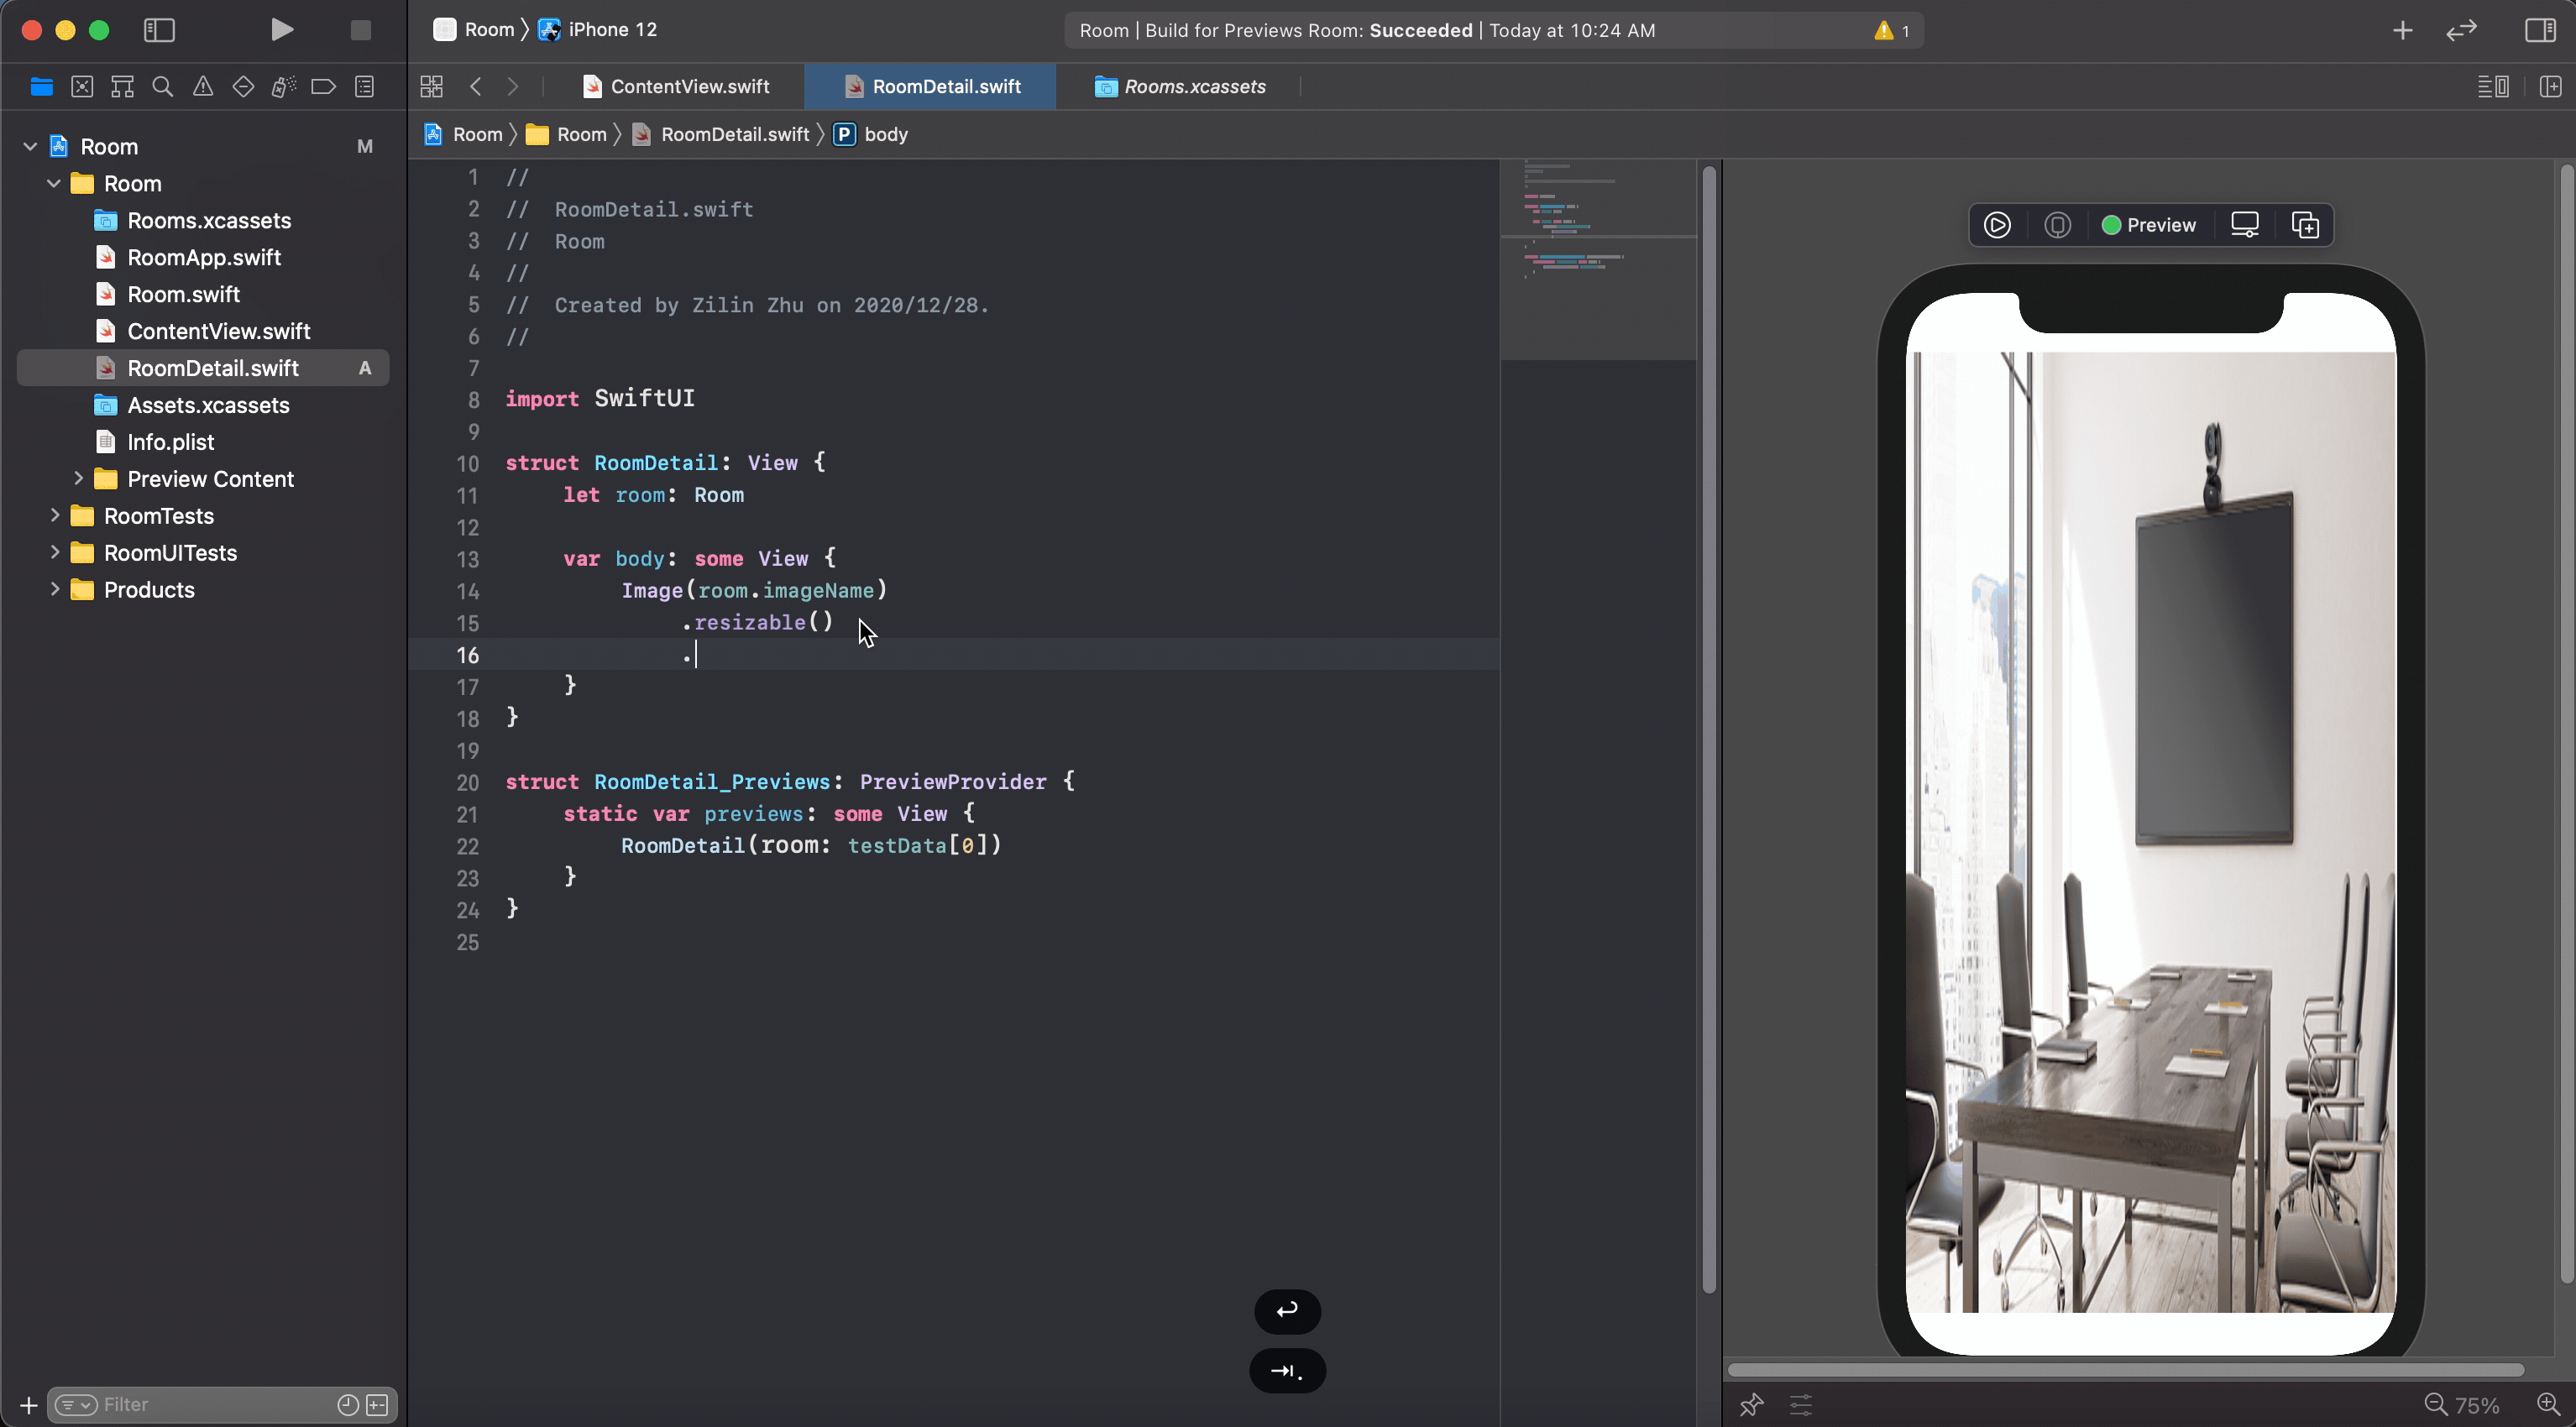 Room 〉 iPhone 12
Room | Build for Previews Room: Succeeded | Today at 10:24 AM
1
ContentView.swift
RoomDetail.swift
Rooms.xcassets
Room 〉 Room 〉 RoomDetail.swift 〉 P body
Room M
Room
Rooms.xcassets
RoomApp.swift
Room.swift
ContentView.swift
RoomDetail.swift A
Assets.xcassets
Info.plist
Preview Content
RoomTests
RoomUITests
Products
Filter
1 //
2 // RoomDetail.swift
3 // Room
4 //
5 // Created by Zilin Zhu on 2020/12/28.
6 //
7
8 import SwiftUI
9
10 struct RoomDetail: View {
11 let room: Room
12
13 var body: some View {
14 Image(room.imageName)
15 .resizable()
16 .
17 }
18 }
19
20 struct RoomDetail_Previews: PreviewProvider {
21 static var previews: some View {
22 RoomDetail(room: testData[0])
23 }
24 }
25
Preview
75%